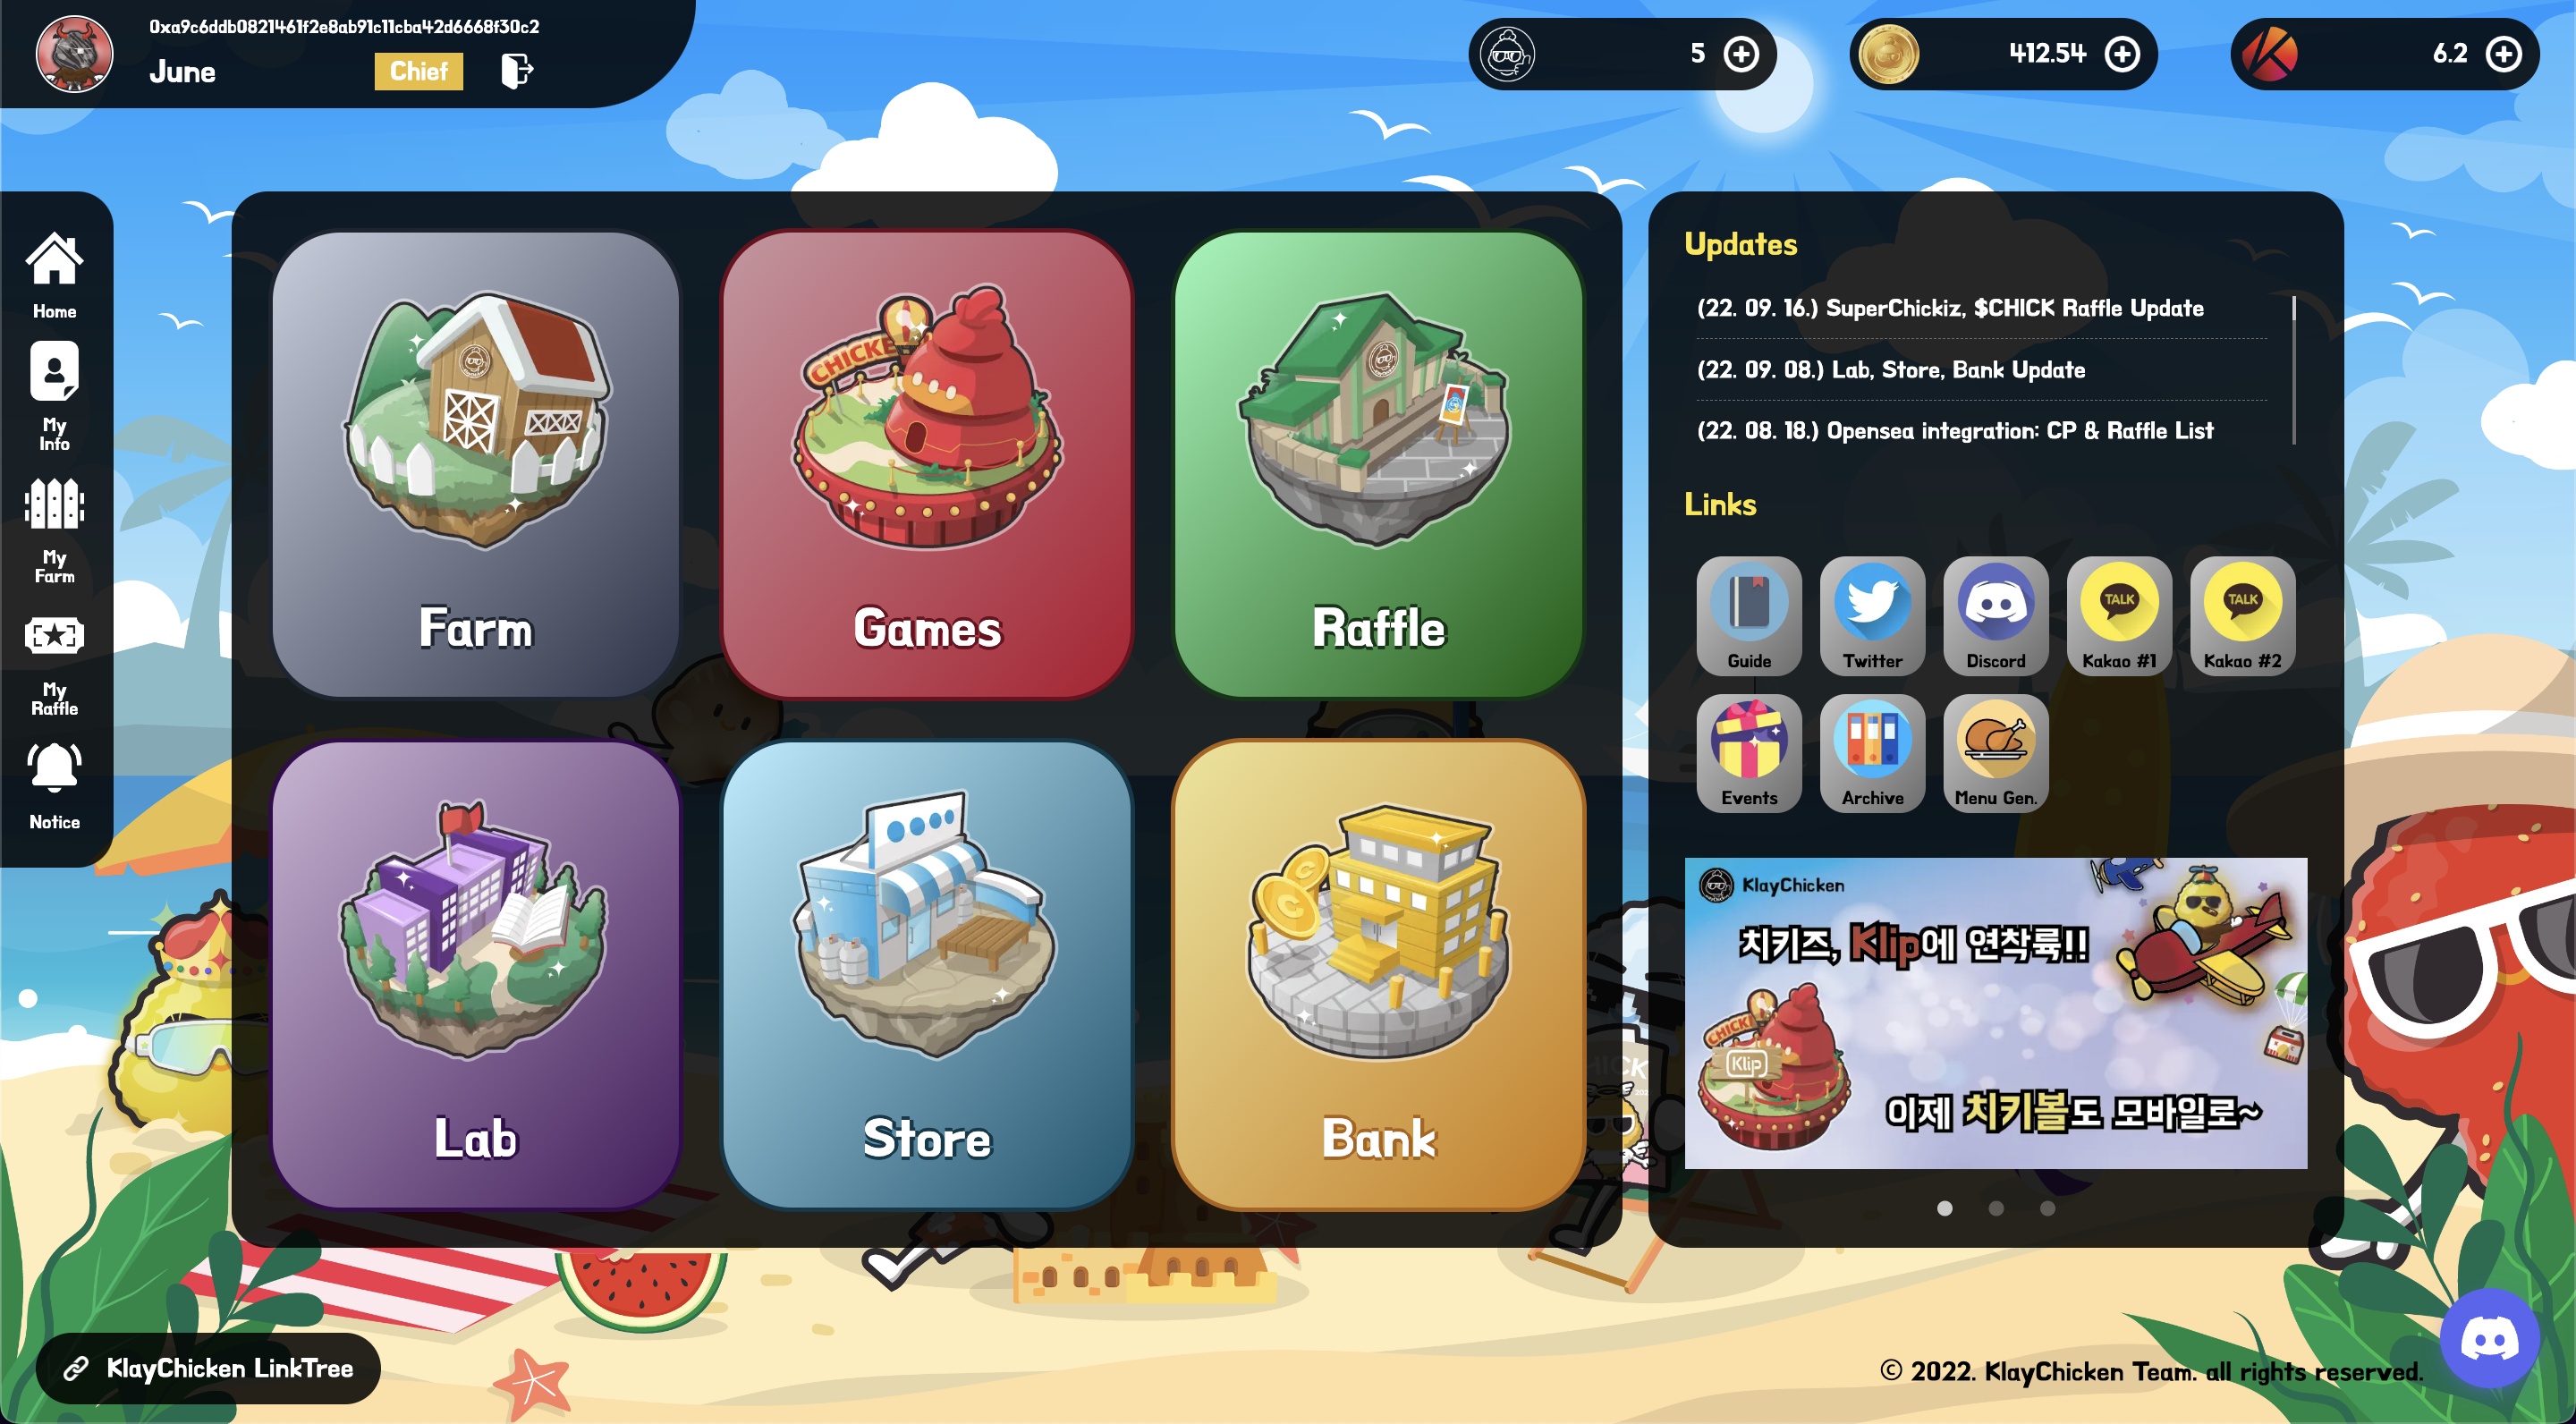 0xa9c6ddb0821461f2e8ab91c11cba42d6668f30c2
June
Chief
5
412.54
6.2
Home
My
Info
My
Farm
My
Raffle
Notice
Farm
Games
Raffle
Lab
Store
Bank
Updates
(22. 09. 16.) SuperChickiz, $CHICK Raffle Update
(22. 09. 08.) Lab, Store, Bank Update
(22. 08. 18.) Opensea integration: CP & Raffle List
Links
Guide
Twitter
Discord
TALK
Kakao #1
TALK
Kakao #2
Events
Archive
Menu Gen.
KlayChicken
치키즈, Klip에 연착륙!!
Klip
이제 치키볼도 모바일로~
KlayChicken LinkTree
© 2022. KlayChicken Team. all rights reserved.